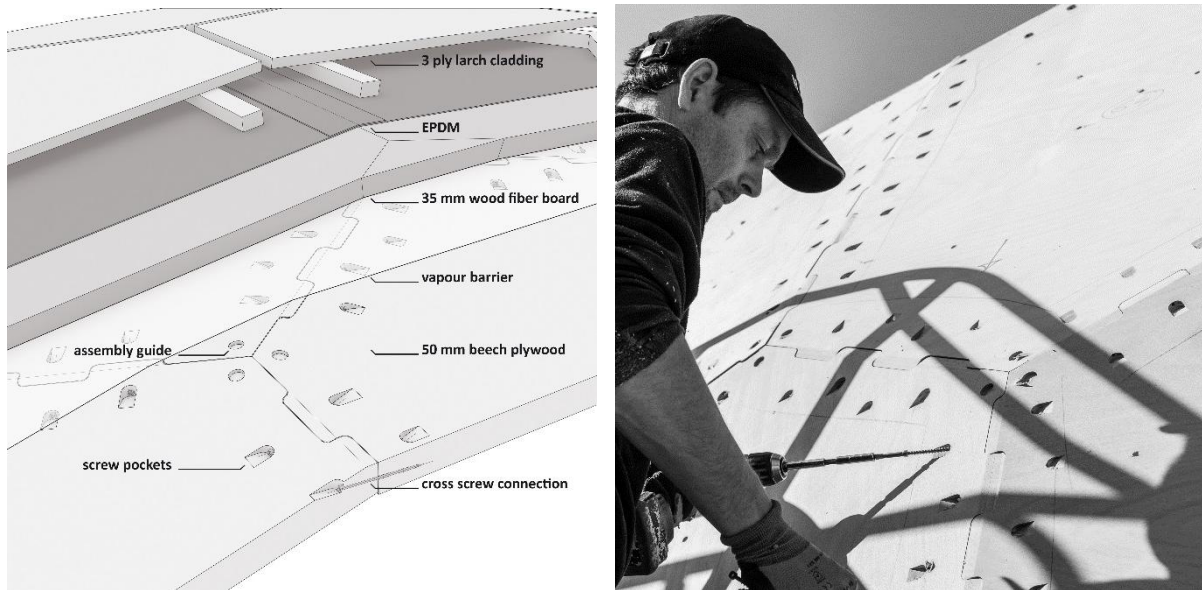 3 ply larch cladding
EPDM
35 mm wood fiber board
vapour barrier
assembly guide
50 mm beech plywood
screw pockets
cross screw connection